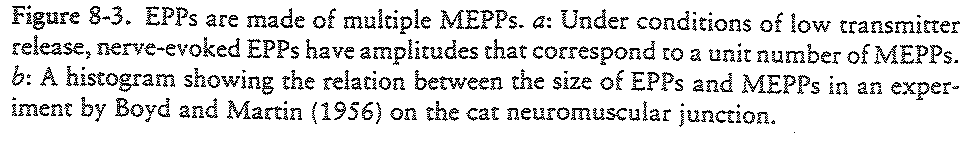 Figure 8-3. EPPs are made of multiple MEPPs. a: Under conditions of low transmitter
release, nerve-evoked EPPs have amplitudes that correspond to a unit number of MEPPs.
b: A histogram showing the relation between the size of EPPs and MEPPs in an exper-
iment by Boyd and Martin (1956) on the cat neuromuscular junction.